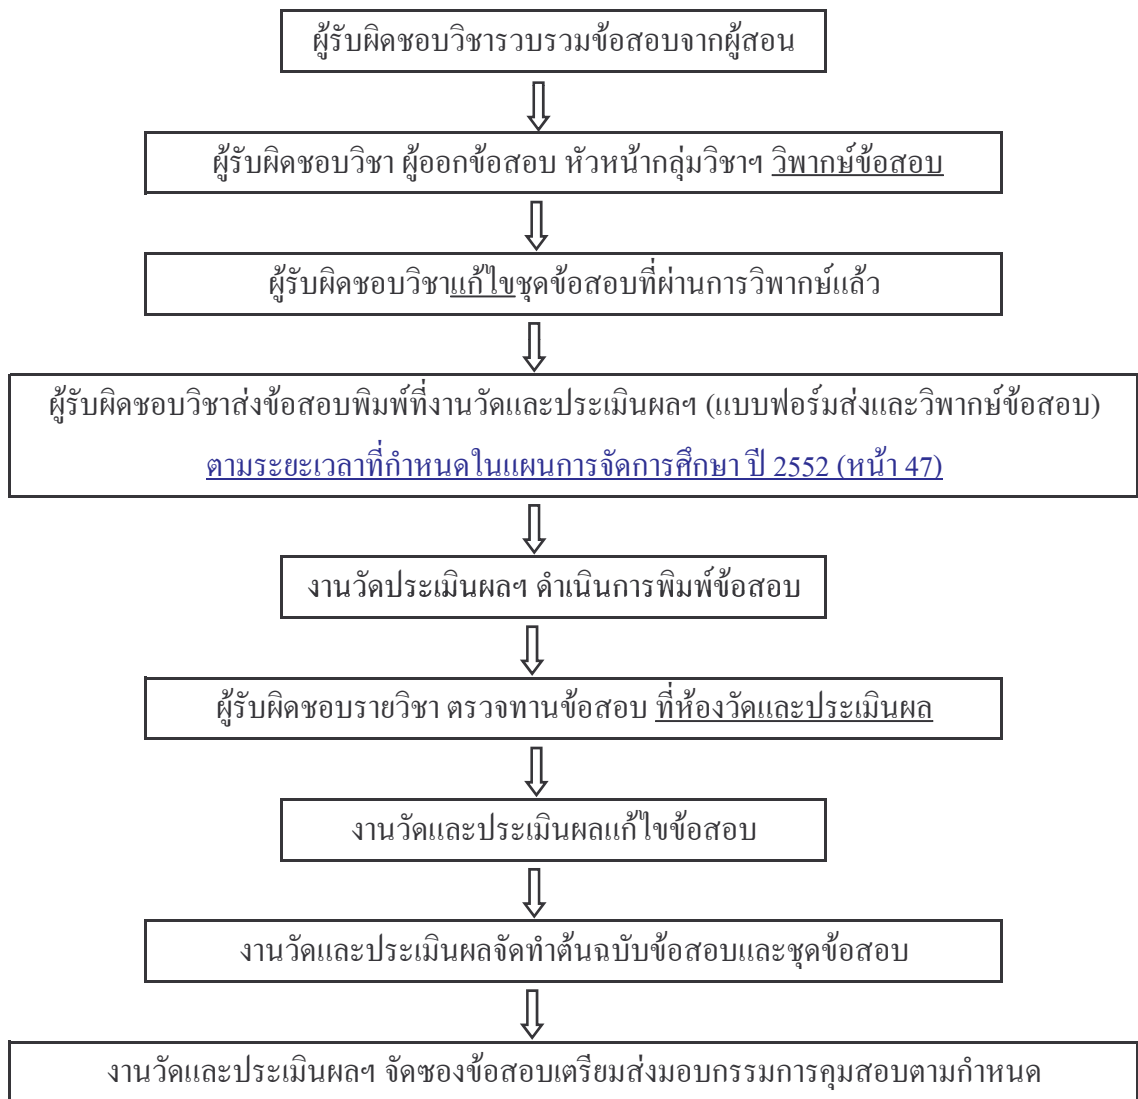 ผู้รับผิดชอบวิชารวบรวมข้อสอบจากผู้สอน
ผู้รับผิดชอบวิชา ผู้ออกข้อสอบ หัวหน้ากลุ่มวิชาฯ วิพากษ์ข้อสอบ
ผู้รับผิดชอบวิชาแก้ไขชุดข้อสอบที่ผ่านการวิพากษ์แล้ว
ผู้รับผิดชอบวิชาส่งข้อสอบพิมพ์ที่งานวัดและประเมินผลฯ (แบบฟอร์มส่งและวิพากษ์ข้อสอบ)
ตามระยะเวลาที่กำหนดในแผนการจัดการศึกษา ปี 2552 (หน้า 47)
งานวัดประเมินผลฯ ดำเนินการพิมพ์ข้อสอบ
ผู้รับผิดชอบรายวิชา ตรวจทานข้อสอบ ที่ห้องวัดและประเมินผล
งานวัดและประเมินผลแก้ไขข้อสอบ
งานวัดและประเมินผลจัดทำต้นฉบับข้อสอบและชุดข้อสอบ
งานวัดและประเมินผลฯ จัดซองข้อสอบเตรียมส่งมอบกรรมการคุมสอบตามกำหนด